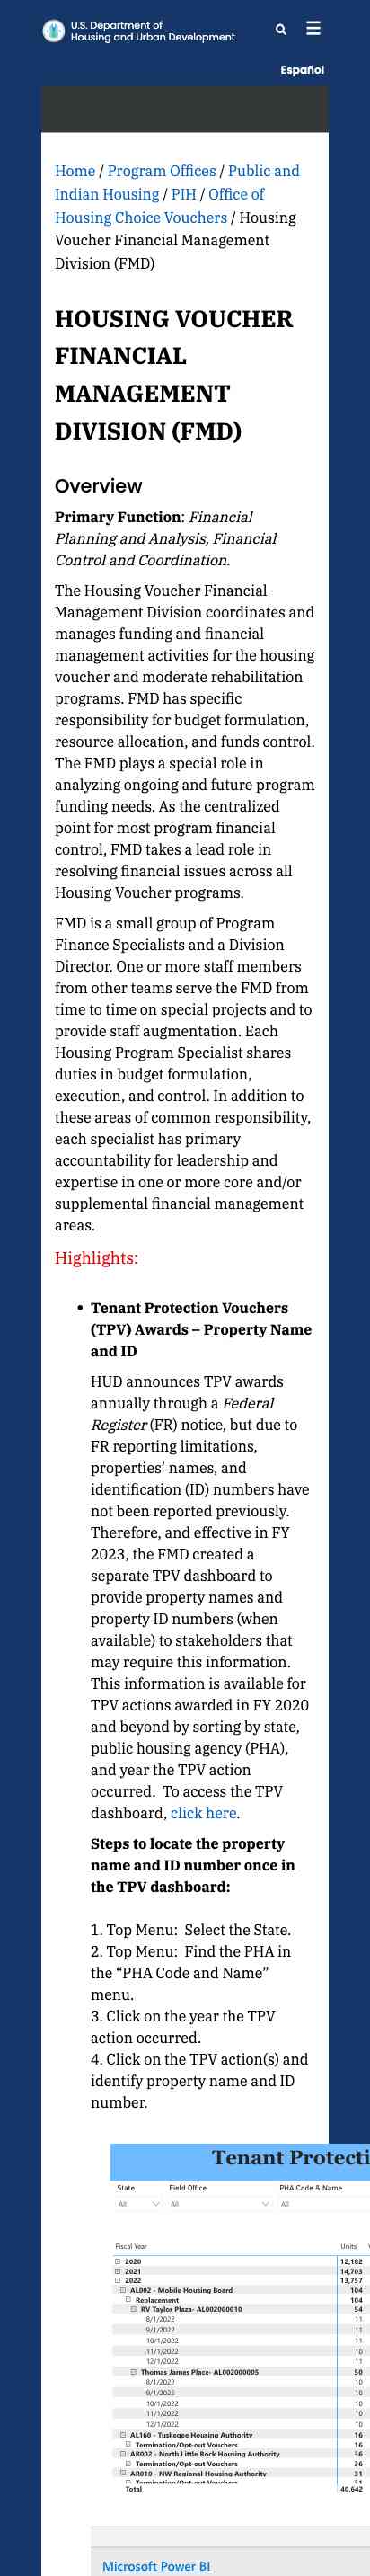 U.S. Department of
Housing and Urban Development
Español
Home / Program Offices / Public and
Indian Housing / PIH / Office of
Housing Choice Vouchers / Housing
Voucher Financial Management
Division (FMD)
HOUSING VOUCHER
FINANCIAL
MANAGEMENT
DIVISION (FMD)
Overview
Primary Function: Financial
Planning and Analysis, Financial
Control and Coordination.
The Housing Voucher Financial
Management Division coordinates and
manages funding and financial
management activities for the housing
voucher and moderate rehabilitation
programs. FMD has specific
responsibility for budget formulation,
resource allocation, and funds control.
The FMD plays a special role in
analyzing ongoing and future program
funding needs. As the centralized
point for most program financial
control, FMD takes a lead role in
resolving financial issues across all
Housing Voucher programs.
FMD is a small group of Program
Finance Specialists and a Division
Director. One or more staff members
from other teams serve the FMD from
time to time on special projects and to
provide staff augmentation. Each
Housing Program Specialist shares
duties in budget formulation,
execution, and control. In addition to
these areas of common responsibility,
each specialist has primary
accountability for leadership and
expertise in one or more core and/or
supplemental financial management
areas.
Highlights:
• Tenant Protection Vouchers
(TPV) Awards – Property Name
and ID
HUD announces TPV awards
annually through a Federal
Register (FR) notice, but due to
FR reporting limitations,
properties’ names, and
identification (ID) numbers have
not been reported previously.
Therefore, and effective in FY
2023, the FMD created a
separate TPV dashboard to
provide property names and
property ID numbers (when
available) to stakeholders that
may require this information.
This information is available for
TPV actions awarded in FY 2020
and beyond by sorting by state,
public housing agency (PHA),
and year the TPV action
occurred.  To access the TPV
dashboard, click here.
Steps to locate the property
name and ID number once in
the TPV dashboard:
1. Top Menu:  Select the State.
2. Top Menu:  Find the PHA in
the “PHA Code and Name”
menu.
3. Click on the year the TPV
action occurred.
4. Click on the TPV action(s) and
identify property name and ID
number.
Tenant Protecti
State Field Office PHA Code & Name
All All All
Fiscal Year Units
2020 12,182
2021 14,703
2022 13,757
AL002 - Mobile Housing Board 104
Replacement 104
RV Taylor Plaza- AL002000010 54
8/1/2022 11
9/1/2022 11
10/1/2022 11
11/1/2022 10
12/1/2022 11
Thomas James Place- AL002000005 50
8/1/2022 10
9/1/2022 10
10/1/2022 10
11/1/2022 10
12/1/2022 10
AL160 - Tuskegee Housing Authority 16
Termination/Opt-out Vouchers 16
AR002 - North Little Rock Housing Authority 36
Termination/Opt-out Vouchers 36
AR010 - NW Regional Housing Authority 31
Termination/Opt-out Vouchers 31
Total 40,642
Microsoft Power BI